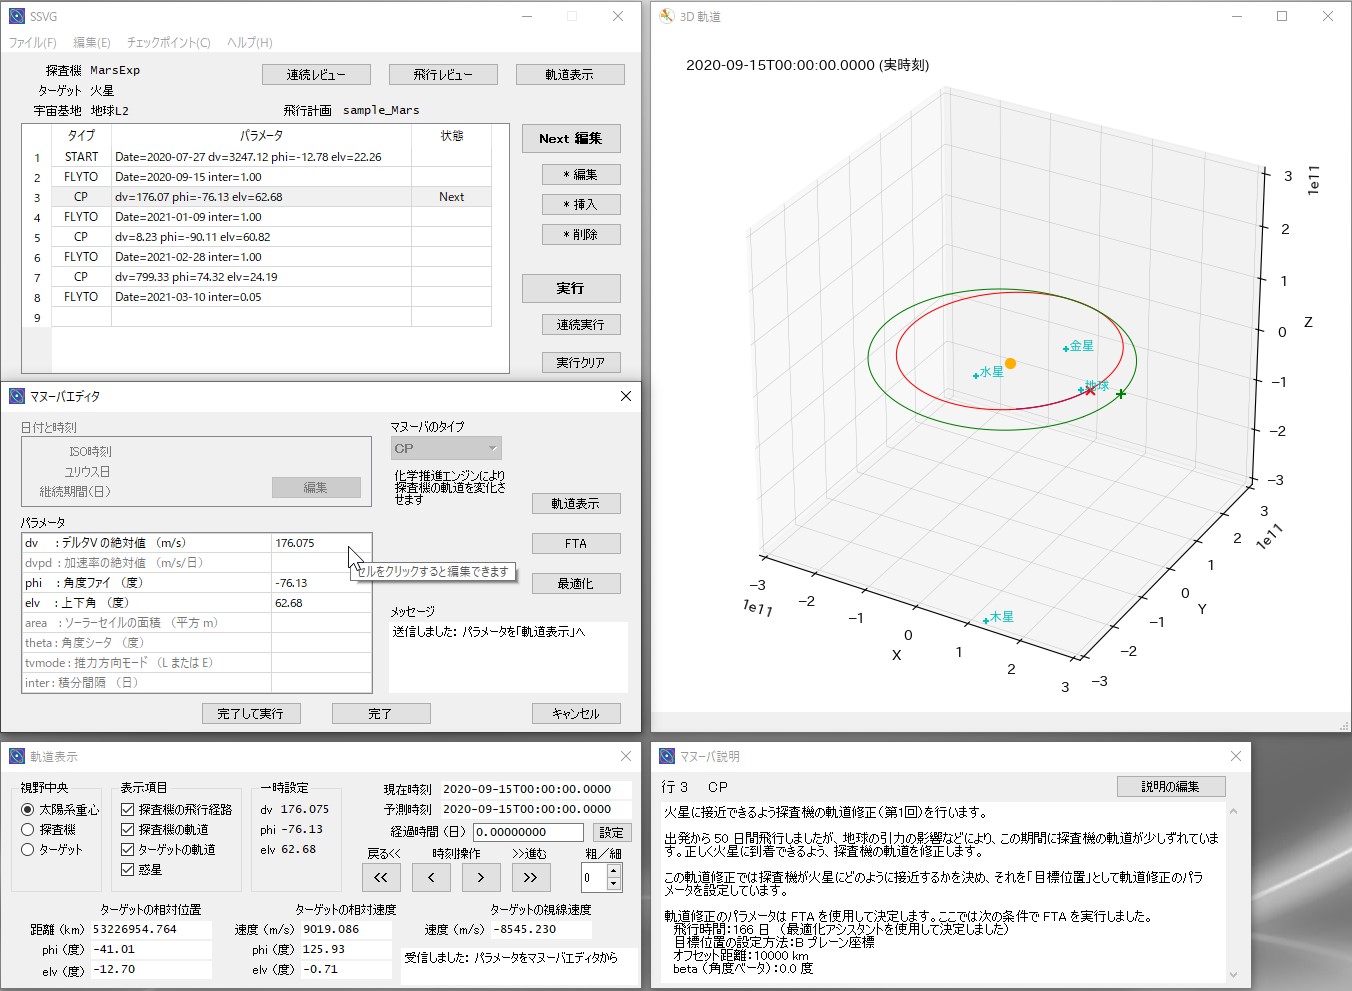 SSVG
ファイル(F) 編集(E) チェックポイント(C) ヘルプ(H)
探査機 MarsExp
ターゲット 火星
宇宙基地 地球L2
連続レビュー 飛行レビュー 軌道表示
飛行計画 sample_Mars
タイプ パラメータ 状態
1 START Date=2020-07-27 dv=3247.12 phi=-12.78 elv=22.26
2 FLYTO Date=2020-09-15 inter=1.00
3 CP dv=176.07 phi=-76.13 elv=62.68 Next
4 FLYTO Date=2021-01-09 inter=1.00
5 CP dv=8.23 phi=-90.11 elv=60.82
6 FLYTO Date=2021-02-28 inter=1.00
7 CP dv=799.33 phi=74.32 elv=24.19
8 FLYTO Date=2021-03-10 inter=0.05
9
Next 編集
* 編集
* 挿入
* 削除
実行
連続実行
実行クリア
マヌーバエディタ
日付と時刻
ISO時刻
ユリウス日
継続期間(日)
編集
マヌーバのタイプ
CP
化学推進エンジンにより
探査機の軌道を変化さ
せます
軌道表示
FTA
最適化
パラメータ
dv : デルタV の絶対値 (m/s) 176.075
dvpd : 加速率の絶対値 (m/s/日)
phi : 角度ファイ (度) -76.13
elv : 上下角 (度) 62.68
area : ソーラーセイルの面積 (平方 m)
theta : 角度シータ (度)
tvmode : 推力方向モード (L または E)
inter : 積分間隔 (日)
セルをクリックすると編集できます
メッセージ
送信しました: パラメータを「軌道表示」へ
完了して実行 完了 キャンセル
3D 軌道
2020-09-15T00:00:00.0000 (実時刻)
水星
金星
地球
木星
3
2
1
0
−1
−2
−3
1e11
Z
−3
−2
−1
0
1
2
3
1e11
X
−3
−2
−1
0
1
2
3
1e11
Y
軌道表示
視野中央
太陽系重心
探査機
ターゲット
表示項目
探査機の飛行経路
探査機の軌道
ターゲットの軌道
惑星
一時設定
dv 176.075
phi -76.13
elv 62.68
現在時刻 2020-09-15T00:00:00.0000
予測時刻 2020-09-15T00:00:00.0000
経過時間 (日) 0.00000000 設定
戻る<< 時刻操作 >>進む 粗/細
<< < > >> 0
ターゲットの相対位置
距離 (km) 53226954.764
phi (度) -41.01
elv (度) -12.70
ターゲットの相対速度
速度 (m/s) 9019.086
phi (度) 125.93
elv (度) -0.71
ターゲットの視線速度
速度 (m/s) -8545.230
受信しました: パラメータをマヌーバエディタから
マヌーバ説明
行 3 CP
説明の編集
火星に接近できるよう探査機の軌道修正(第1回)を行います。
出発から 50 日間飛行しましたが、地球の引力の影響などにより、この期間に探査機の軌道が少しずれていま
す。正しく火星に到着できるよう、探査機の軌道を修正します。
この軌道修正では探査機が火星にどのように接近するかを決め、それを「目標位置」として軌道修正のパラ
メータを設定しています。
軌道修正のパラメータは FTA を使用して決定します。ここでは次の条件で FTA を実行しました。
飛行時間: 166 日 (最適化アシスタントを使用して決定しました)
目標位置の設定方法: B プレーン座標
オフセット距離: 10000 km
beta (角度ベータ): 0.0 度